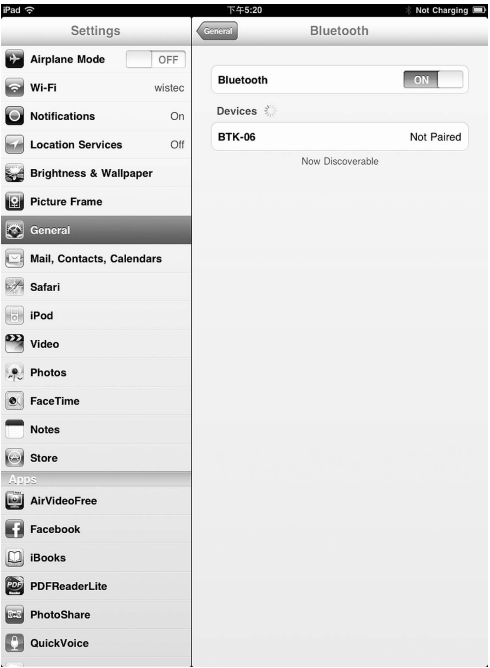 iPad 下午5:20 Not Charging
Settings
Airplane Mode OFF
Wi-Fi wistec
Notifications On
Location Services Off
Brightness & Wallpaper
Picture Frame
General
Mail, Contacts, Calendars
Safari
iPod
Video
Photos
FaceTime
Notes
Store
Apps
AirVideoFree
Facebook
iBooks
PDF
PDFReaderLite
PhotoShare
QuickVoice
General Bluetooth
Bluetooth ON
Devices
BTK-06 Not Paired
Now Discoverable